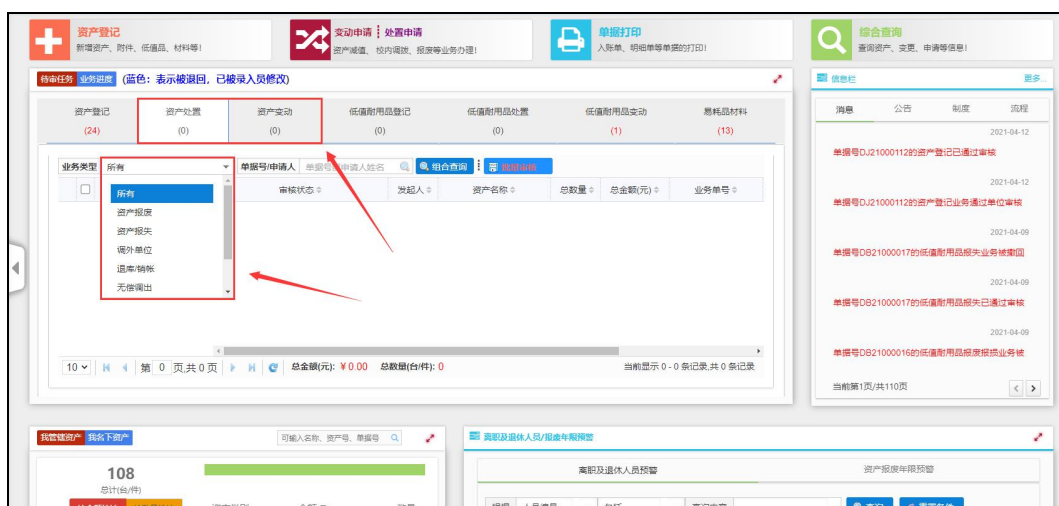 资产登记
新增资产、附件、低值品、材料等!
变动申请 处置申请
资产减值、校内调拨、报废等业务办理!
单据打印
入账单、明细单等单据的打印!
综合查询
查询资产、变更、申请等信息!
待审任务 业务进度 (蓝色：表示被退回，已被录入员修改)
资产登记 资产处置 资产变动 低值耐用品登记 低值耐用品处置 低值耐用品变动 易耗品材料
(24) (0) (0) (0) (0) (1) (13)
业务类型 所有 单据号/申请人 组合查询 批量审核
审核状态 发起人 资产名称 总数量 总金额(元) 业务单号
所有
资产报废
资产报失
调外单位
退库/销帐
无偿调出
10 第 0 页,共 0 页 总金额(元): ￥0.00 总数量(台/件): 0 当前显示 0 - 0 条记录,共 0 条记录
信息栏 更多..
消息 公告 制度 流程
2021-04-12
单据号DJ21000112的资产登记已通过审核
2021-04-12
单据号DJ21000112的资产登记业务通过单位审核
2021-04-09
单据号DB21000017的低值耐用品报失业务被撤回
2021-04-09
单据号DB21000017的低值耐用品报失已通过审核
2021-04-09
单据号DB21000016的低值耐用品报废报损业务被
当前第1页/共110页
我管辖资产 我名下资产 可输入名称、资产号、单据号
108
总计(台/件)
离职及退休人员/报废年限预警
离职及退休人员预警 资产报废年限预警